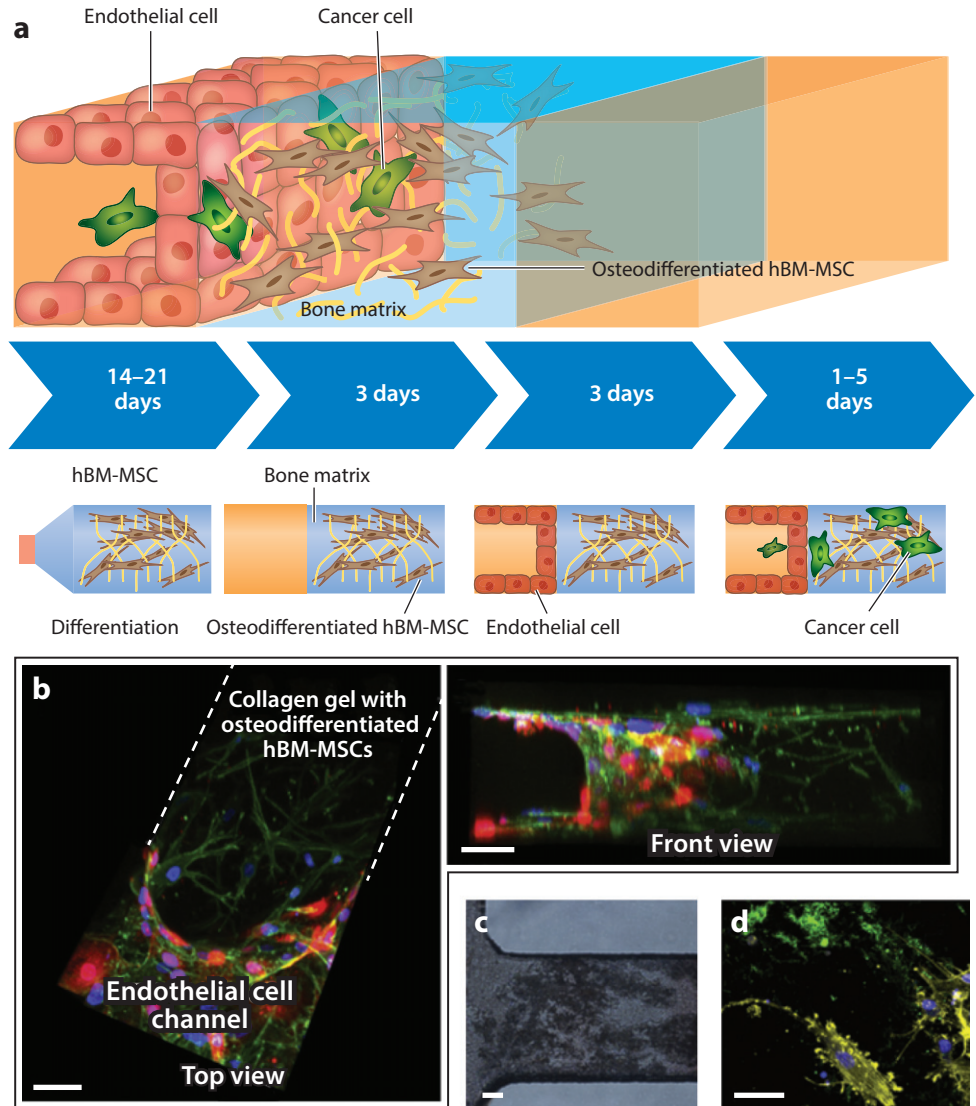 a
Endothelial cell
Cancer cell
Osteodifferentiated hBM-MSC
Bone matrix
14–21
days
3 days
3 days
1–5
days
hBM-MSC
Bone matrix
Differentiation
Osteodifferentiated hBM-MSC
Endothelial cell
Cancer cell
b
Collagen gel with
osteodifferentiated
hBM-MSCs
Endothelial cell
channel
Top view
Front view
c
d